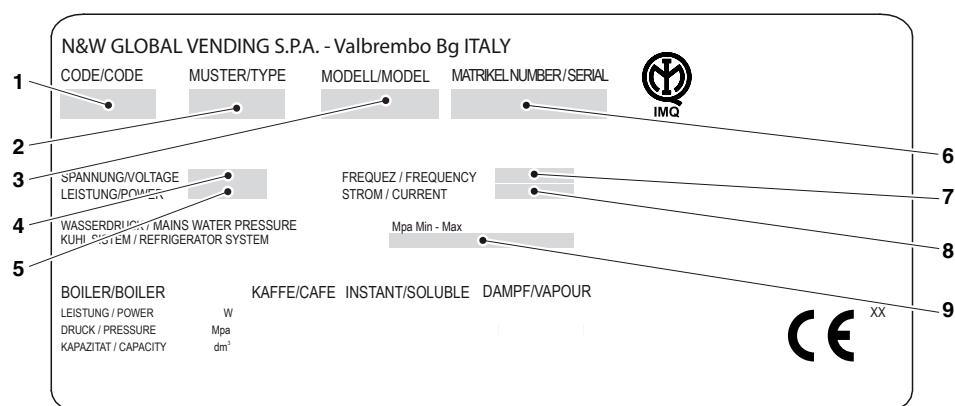 N&W GLOBAL VENDING S.P.A. - Valbrembo Bg ITALY
CODE/CODE MUSTER/TYPE MODELL/MODEL MATRIKEL NUMBER / SERIAL
IMQ
1
2
3
4
5
6
7
8
9
SPANNUNG/VOLTAGE FREQUEZ / FREQUENCY
LEISTUNG/POWER STROM / CURRENT
WASSERDRUCK / MAINS WATER PRESSURE Mpa Min - Max
KUHL SISTEM / REFRIGERATOR SYSTEM
BOILER/BOILER KAFFE/CAFE INSTANT/SOLUBLE DAMPF/VAPOUR
LEISTUNG / POWER W
DRUCK / PRESSURE Mpa
KAPAZITAT / CAPACITY dm³
CE XX